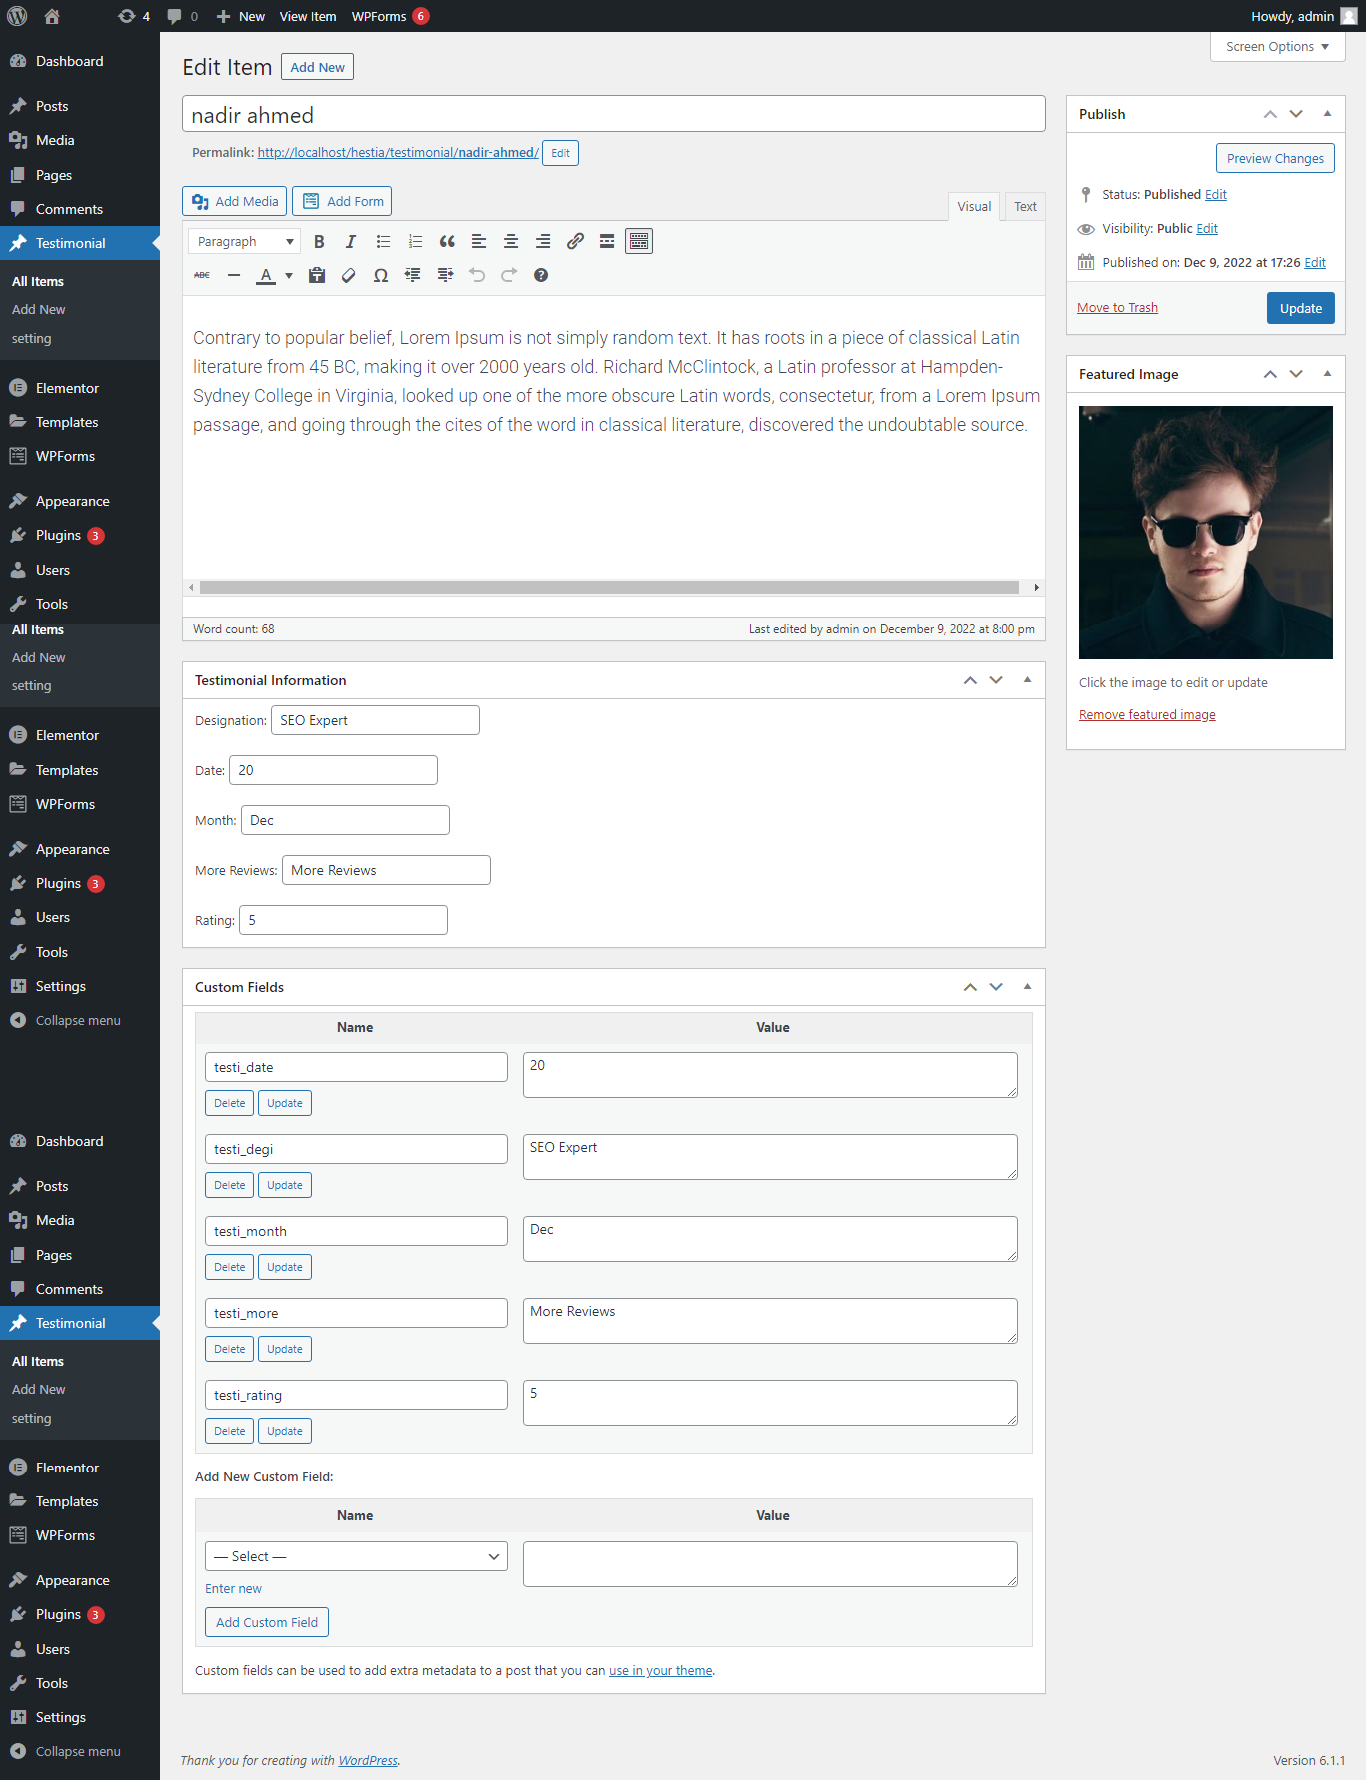 4 0 New View Item WPForms 6 Howdy, admin
Screen Options
Dashboard
Posts
Media
Pages
Comments
Testimonial
All Items
Add New
setting
Elementor
Templates
WPForms
Appearance
Plugins 3
Users
Tools
All Items
Add New
setting
Elementor
Templates
WPForms
Appearance
Plugins 3
Users
Tools
Settings
Collapse menu
Dashboard
Posts
Media
Pages
Comments
Testimonial
All Items
Add New
setting
Elementor
Templates
WPForms
Appearance
Plugins 3
Users
Tools
Settings
Collapse menu
Edit Item Add New
nadir ahmed
Permalink: http://localhost/hestia/testimonial/nadir-ahmed/ Edit
Add Media Add Form Visual Text
Paragraph B I
ABC A Ω
Contrary to popular belief, Lorem Ipsum is not simply random text. It has roots in a piece of classical Latin
literature from 45 BC, making it over 2000 years old. Richard McClintock, a Latin professor at Hampden-
Sydney College in Virginia, looked up one of the more obscure Latin words, consectetur, from a Lorem Ipsum
passage, and going through the cites of the word in classical literature, discovered the undoubtable source.
Word count: 68 Last edited by admin on December 9, 2022 at 8:00 pm
Testimonial Information
Designation: SEO Expert
Date: 20
Month: Dec
More Reviews: More Reviews
Rating: 5
Custom Fields
Name Value
testi_date 20
Delete Update
testi_degi SEO Expert
Delete Update
testi_month Dec
Delete Update
testi_more More Reviews
Delete Update
testi_rating 5
Delete Update
Add New Custom Field:
Name Value
— Select —
Enter new
Add Custom Field
Custom fields can be used to add extra metadata to a post that you can use in your theme.
Publish
Preview Changes
Status: Published Edit
Visibility: Public Edit
Published on: Dec 9, 2022 at 17:26 Edit
Move to Trash Update
Featured Image
Click the image to edit or update
Remove featured image
Thank you for creating with WordPress. Version 6.1.1